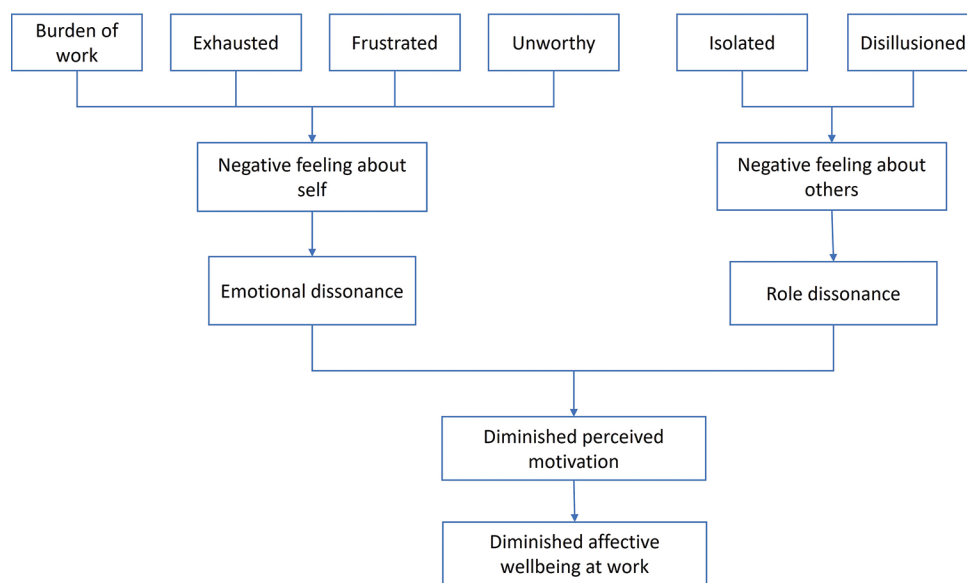 Burden of
work
Exhausted
Frustrated
Unworthy
Isolated
Disillusioned
Negative feeling about
self
Negative feeling about
others
Emotional dissonance
Role dissonance
Diminished perceived
motivation
Diminished affective
wellbeing at work